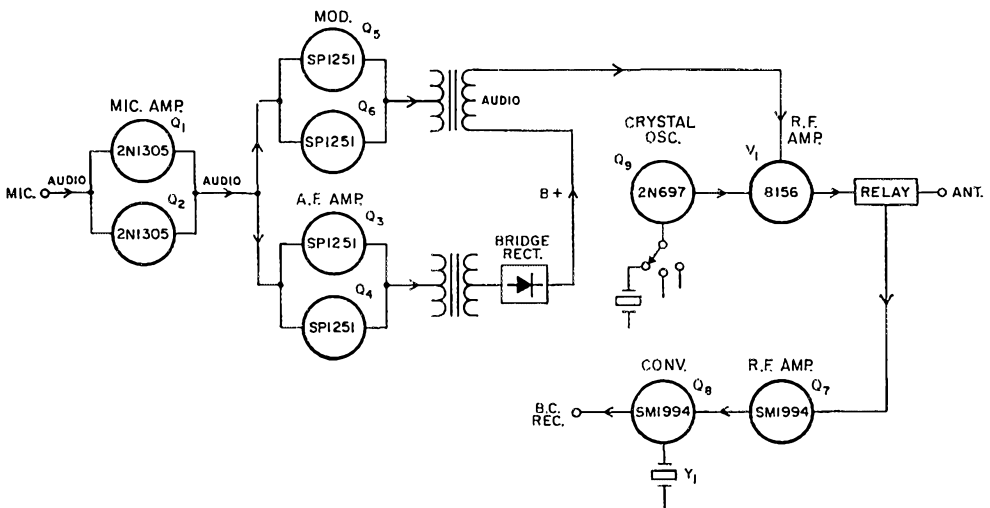 MOD.
Q5
SP1251
Q6
SP1251
AUDIO
MIC. AMP.
Q1
2N1305
MIC.
AUDIO
Q2
2N1305
AUDIO
A.F. AMP.
Q3
SP1251
Q4
SP1251
BRIDGE
RECT.
B+
CRYSTAL
OSC.
Q9
2N697
R.F.
AMP.
V1
8156
RELAY
ANT.
CONV.
Q8
SM1994
R.F. AMP.
Q7
SM1994
B.C.
REC.
Y1